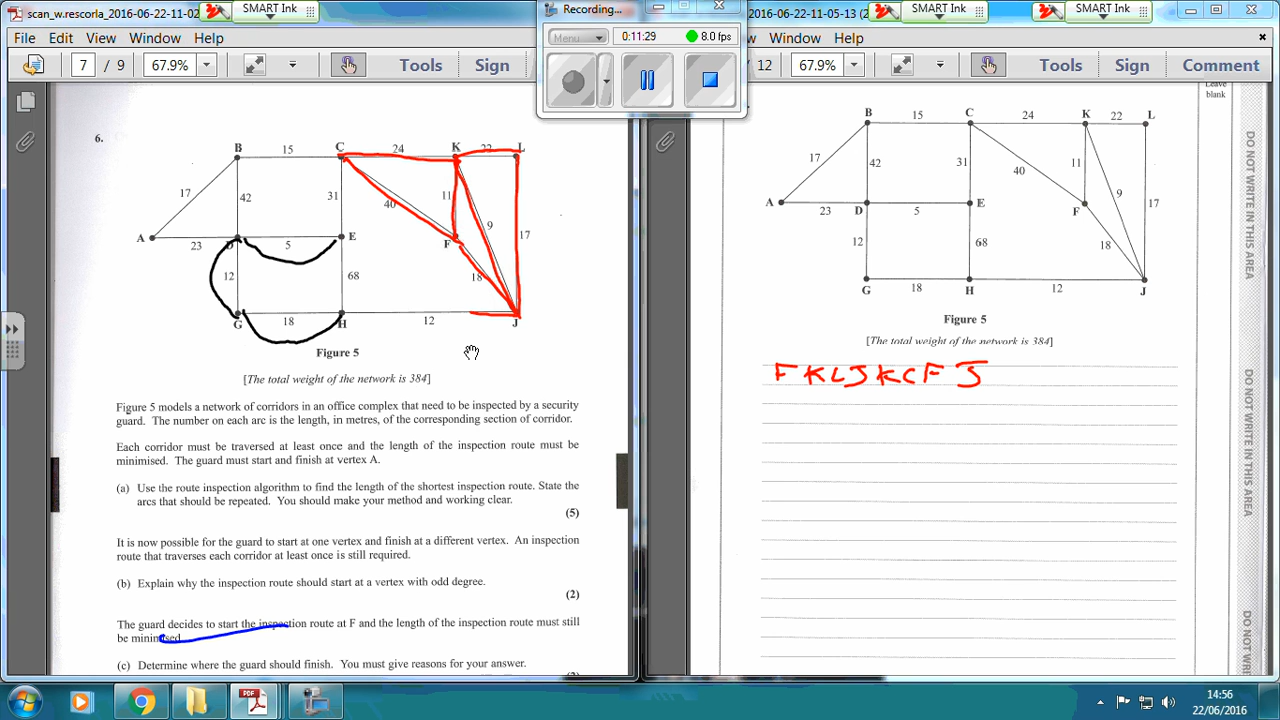 scan_w.rescorla_2016-06-22-11-02
SMART Ink
SMART Ink
Recording...
2016-06-22-11-05-13 (
SMART Ink
SMART Ink
File Edit View Window Help
Menu 0:11:29 8.0 fps
Window Help
7 / 9 67.9% Tools Sign
/ 12 67.9% Tools Sign Comment
Leave
blank
6.
B 15 C 24 K 22 L
17 42 31 40 11 9 17
A 23 D 5 E F
12 68 18
G 18 H 12 J
Figure 5
[The total weight of the network is 384]
Figure 5 models a network of corridors in an office complex that need to be inspected by a security
guard. The number on each arc is the length, in metres, of the corresponding section of corridor.
Each corridor must be traversed at least once and the length of the inspection route must be
minimised. The guard must start and finish at vertex A.
(a) Use the route inspection algorithm to find the length of the shortest inspection route. State the
arcs that should be repeated. You should make your method and working clear.
(5)
It is now possible for the guard to start at one vertex and finish at a different vertex. An inspection
route that traverses each corridor at least once is still required.
(b) Explain why the inspection route should start at a vertex with odd degree.
(2)
The guard decides to start the inspection route at F and the length of the inspection route must still
be minimised.
(c) Determine where the guard should finish. You must give reasons for your answer.
B 15 C 24 K 22 L
17 42 31 40 11 9 17
A 23 D 5 E F
12 68 18
G 18 H 12 J
Figure 5
[The total weight of the network is 384]
F K L J K C F J
DO NOT WRITE IN THIS AREA
DO NOT WRITE IN THIS AREA
DO NOT WRITE
14:56
22/06/2016